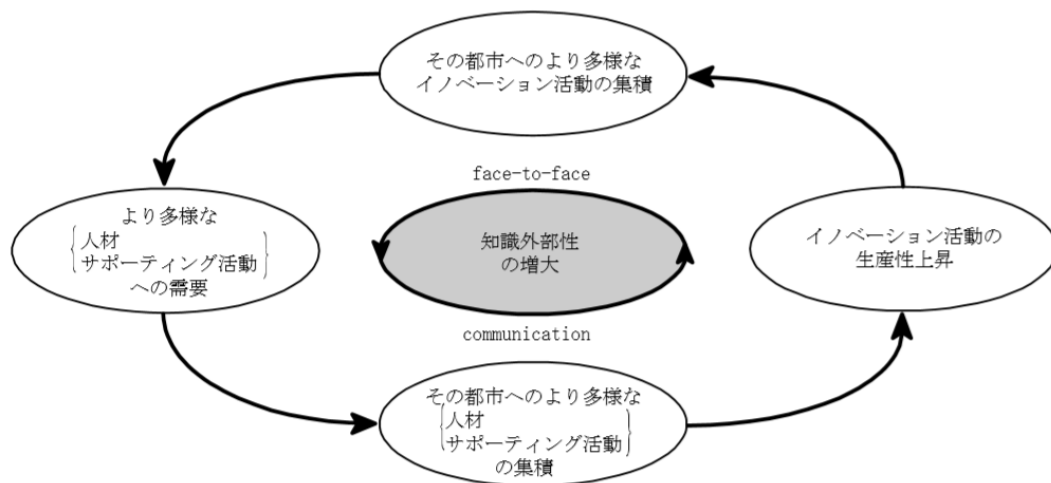 その都市へのより多様な
イノベーション活動の集積
face-to-face
より多様な
人材
サポーティング活動
への需要
知識外部性
の増大
イノベーション活動の
生産性上昇
communication
その都市へのより多様な
人材
サポーティング活動
の集積